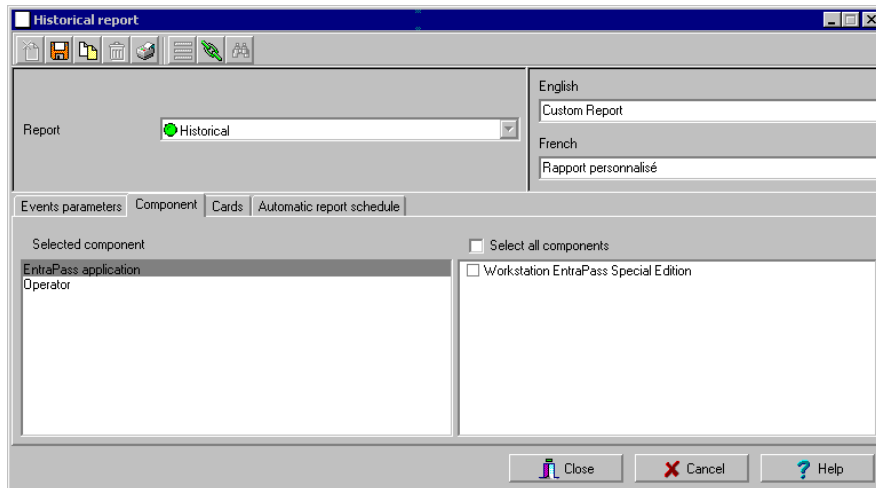 Historical report
English
Custom Report
Report
Historical
French
Rapport personnalisé
Events parameters Component Cards Automatic report schedule
Selected component
Select all components
EntraPass application
Operator
Workstation EntraPass Special Edition
Close Cancel Help